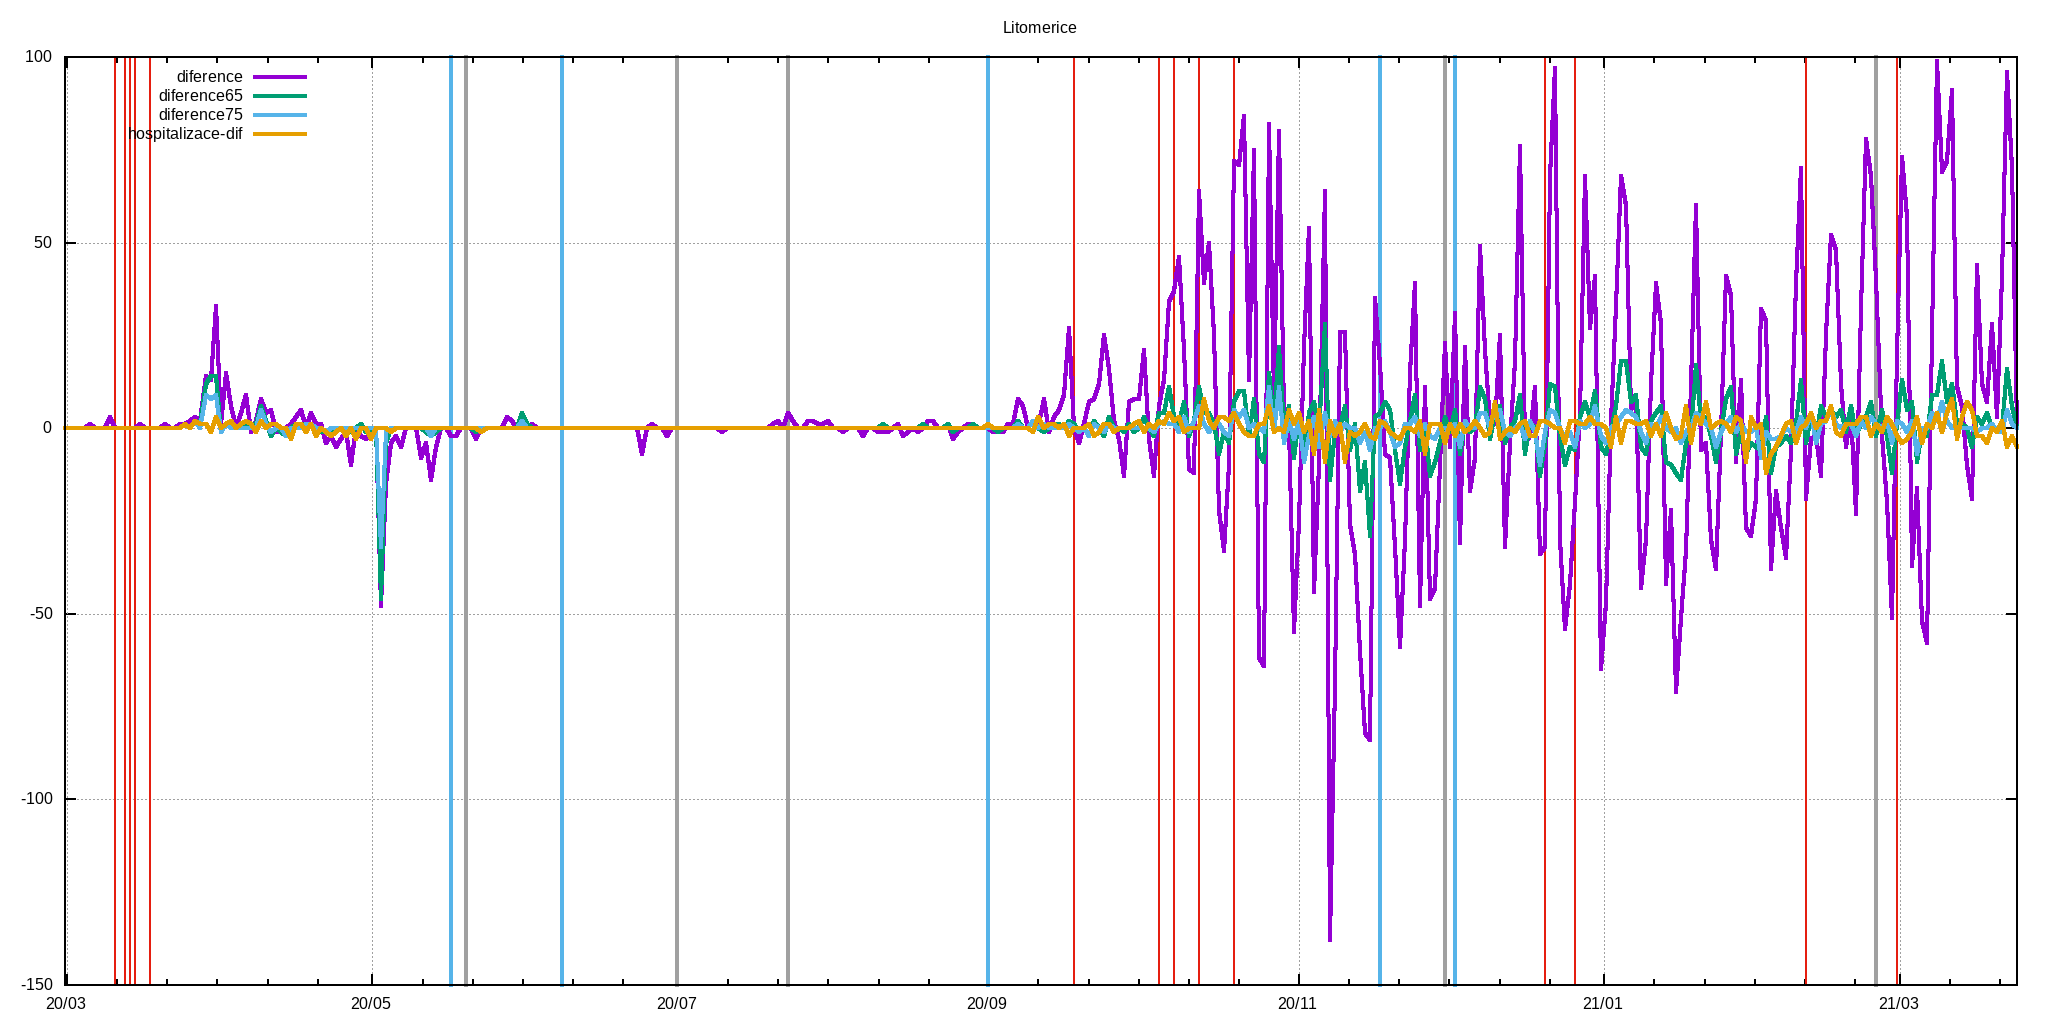 Litomerice
100
50
0
-50
-100
-150
diference
diference65
diference75
hospitalizace-dif
20/03 20/05 20/07 20/09 20/11 21/01 21/03